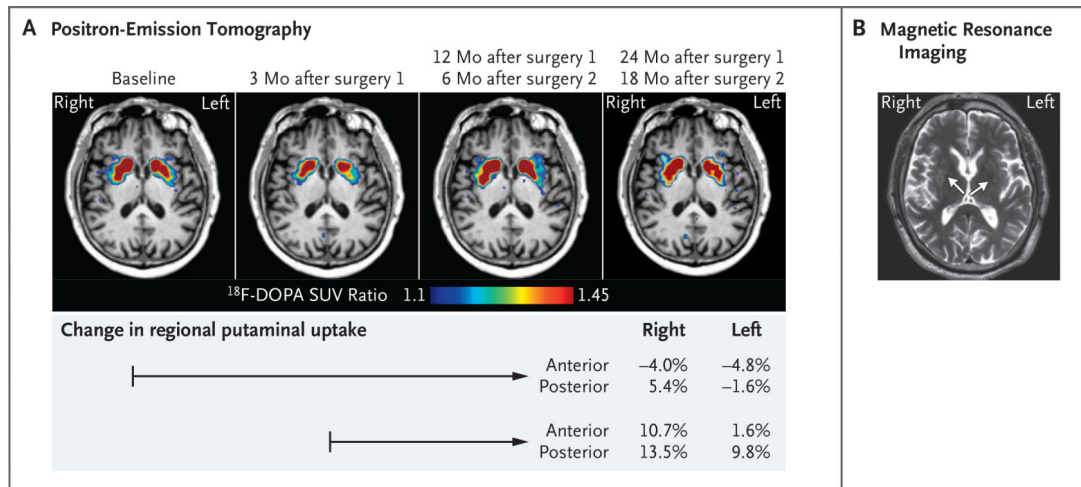 A Positron-Emission Tomography
Baseline
3 Mo after surgery 1
12 Mo after surgery 1
6 Mo after surgery 2
24 Mo after surgery 1
18 Mo after surgery 2
Right Left
Right Left
¹⁸F-DOPA SUV Ratio 1.1 1.45
Change in regional putaminal uptake Right Left
Anterior −4.0% −4.8%
Posterior 5.4% −1.6%
Anterior 10.7% 1.6%
Posterior 13.5% 9.8%
B Magnetic Resonance
Imaging
Right Left